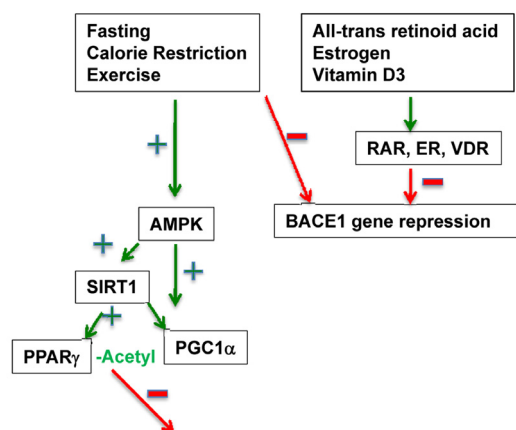 Fasting
Calorie Restriction
Exercise
All-trans retinoid acid
Estrogen
Vitamin D3
+
-
RAR, ER, VDR
-
BACE1 gene repression
AMPK
+
+
SIRT1
+
PPARγ -Acetyl PGC1α
-